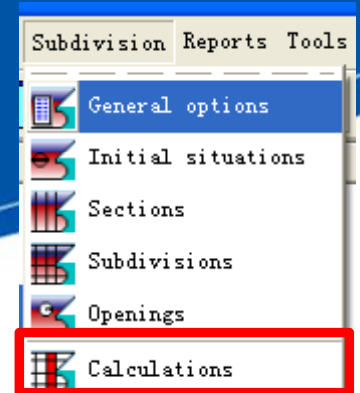 Subdivision Reports Tools
General options
Initial situations
Sections
Subdivisions
Openings
Calculations